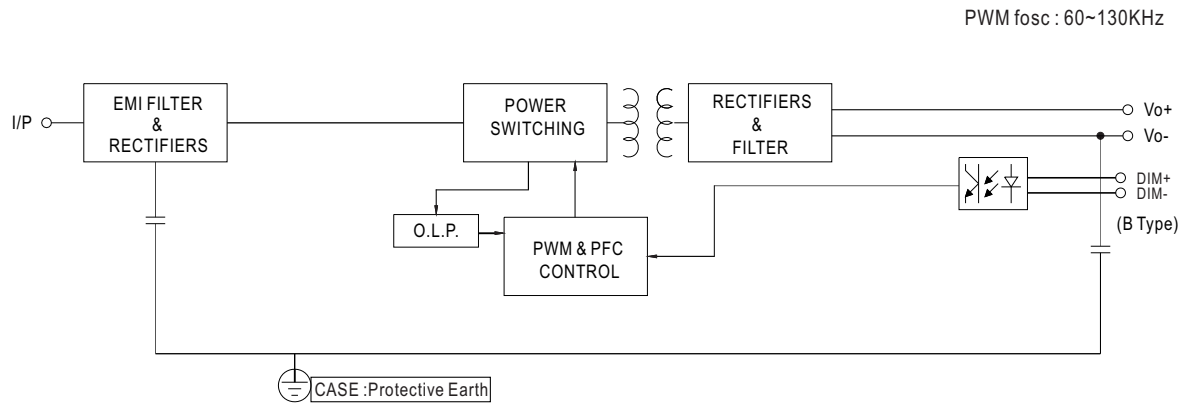 PWM fosc : 60~130KHz
I/P
EMI FILTER
&
RECTIFIERS
POWER
SWITCHING
RECTIFIERS
&
FILTER
Vo+
Vo-
DIM+
DIM-
(B Type)
O.L.P.
PWM & PFC
CONTROL
CASE :Protective Earth